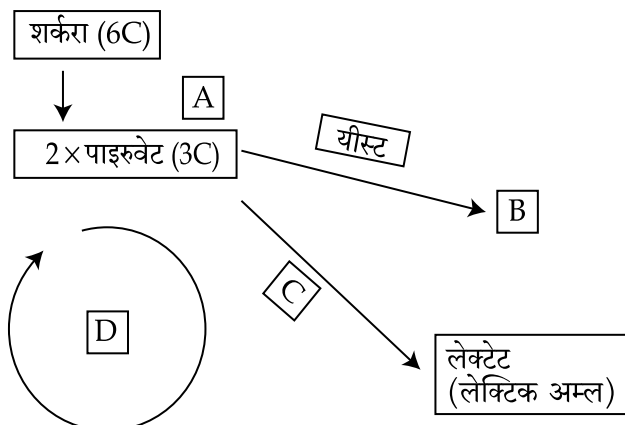 शर्करा (6C)
A
2×पाइरुवेट (3C)
यीस्ट
B
C
D
लेक्टेट
(लेक्टिक अम्ल)